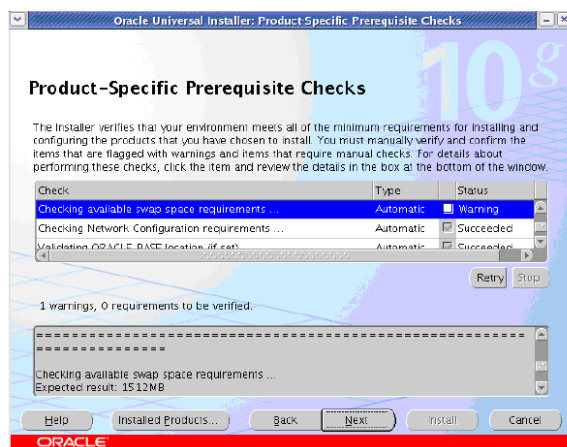 Oracle Universal Installer: Product-Specific Prerequisite Checks
10g
Product-Specific Prerequisite Checks
The Installer verifies that your environment meets all of the minimum requirements for installing and
configuring the products that you have chosen to install. You must manually verify and confirm the
items that are flagged with warnings and items that require manual checks. For details about
performing these checks, click the item and review the details in the box at the bottom of the window.
Check Type Status
Checking available swap space requirements ... Automatic Warning
Checking Network Configuration requirements ... Automatic Succeeded
Validating ORACLE_BASE location (if set) Automatic Succeeded
Retry Stop
1 warnings, 0 requirements to be verified.
Checking available swap space requirements ...
Expected result: 1512MB
Help Installed Products... Back Next Install Cancel
ORACLE